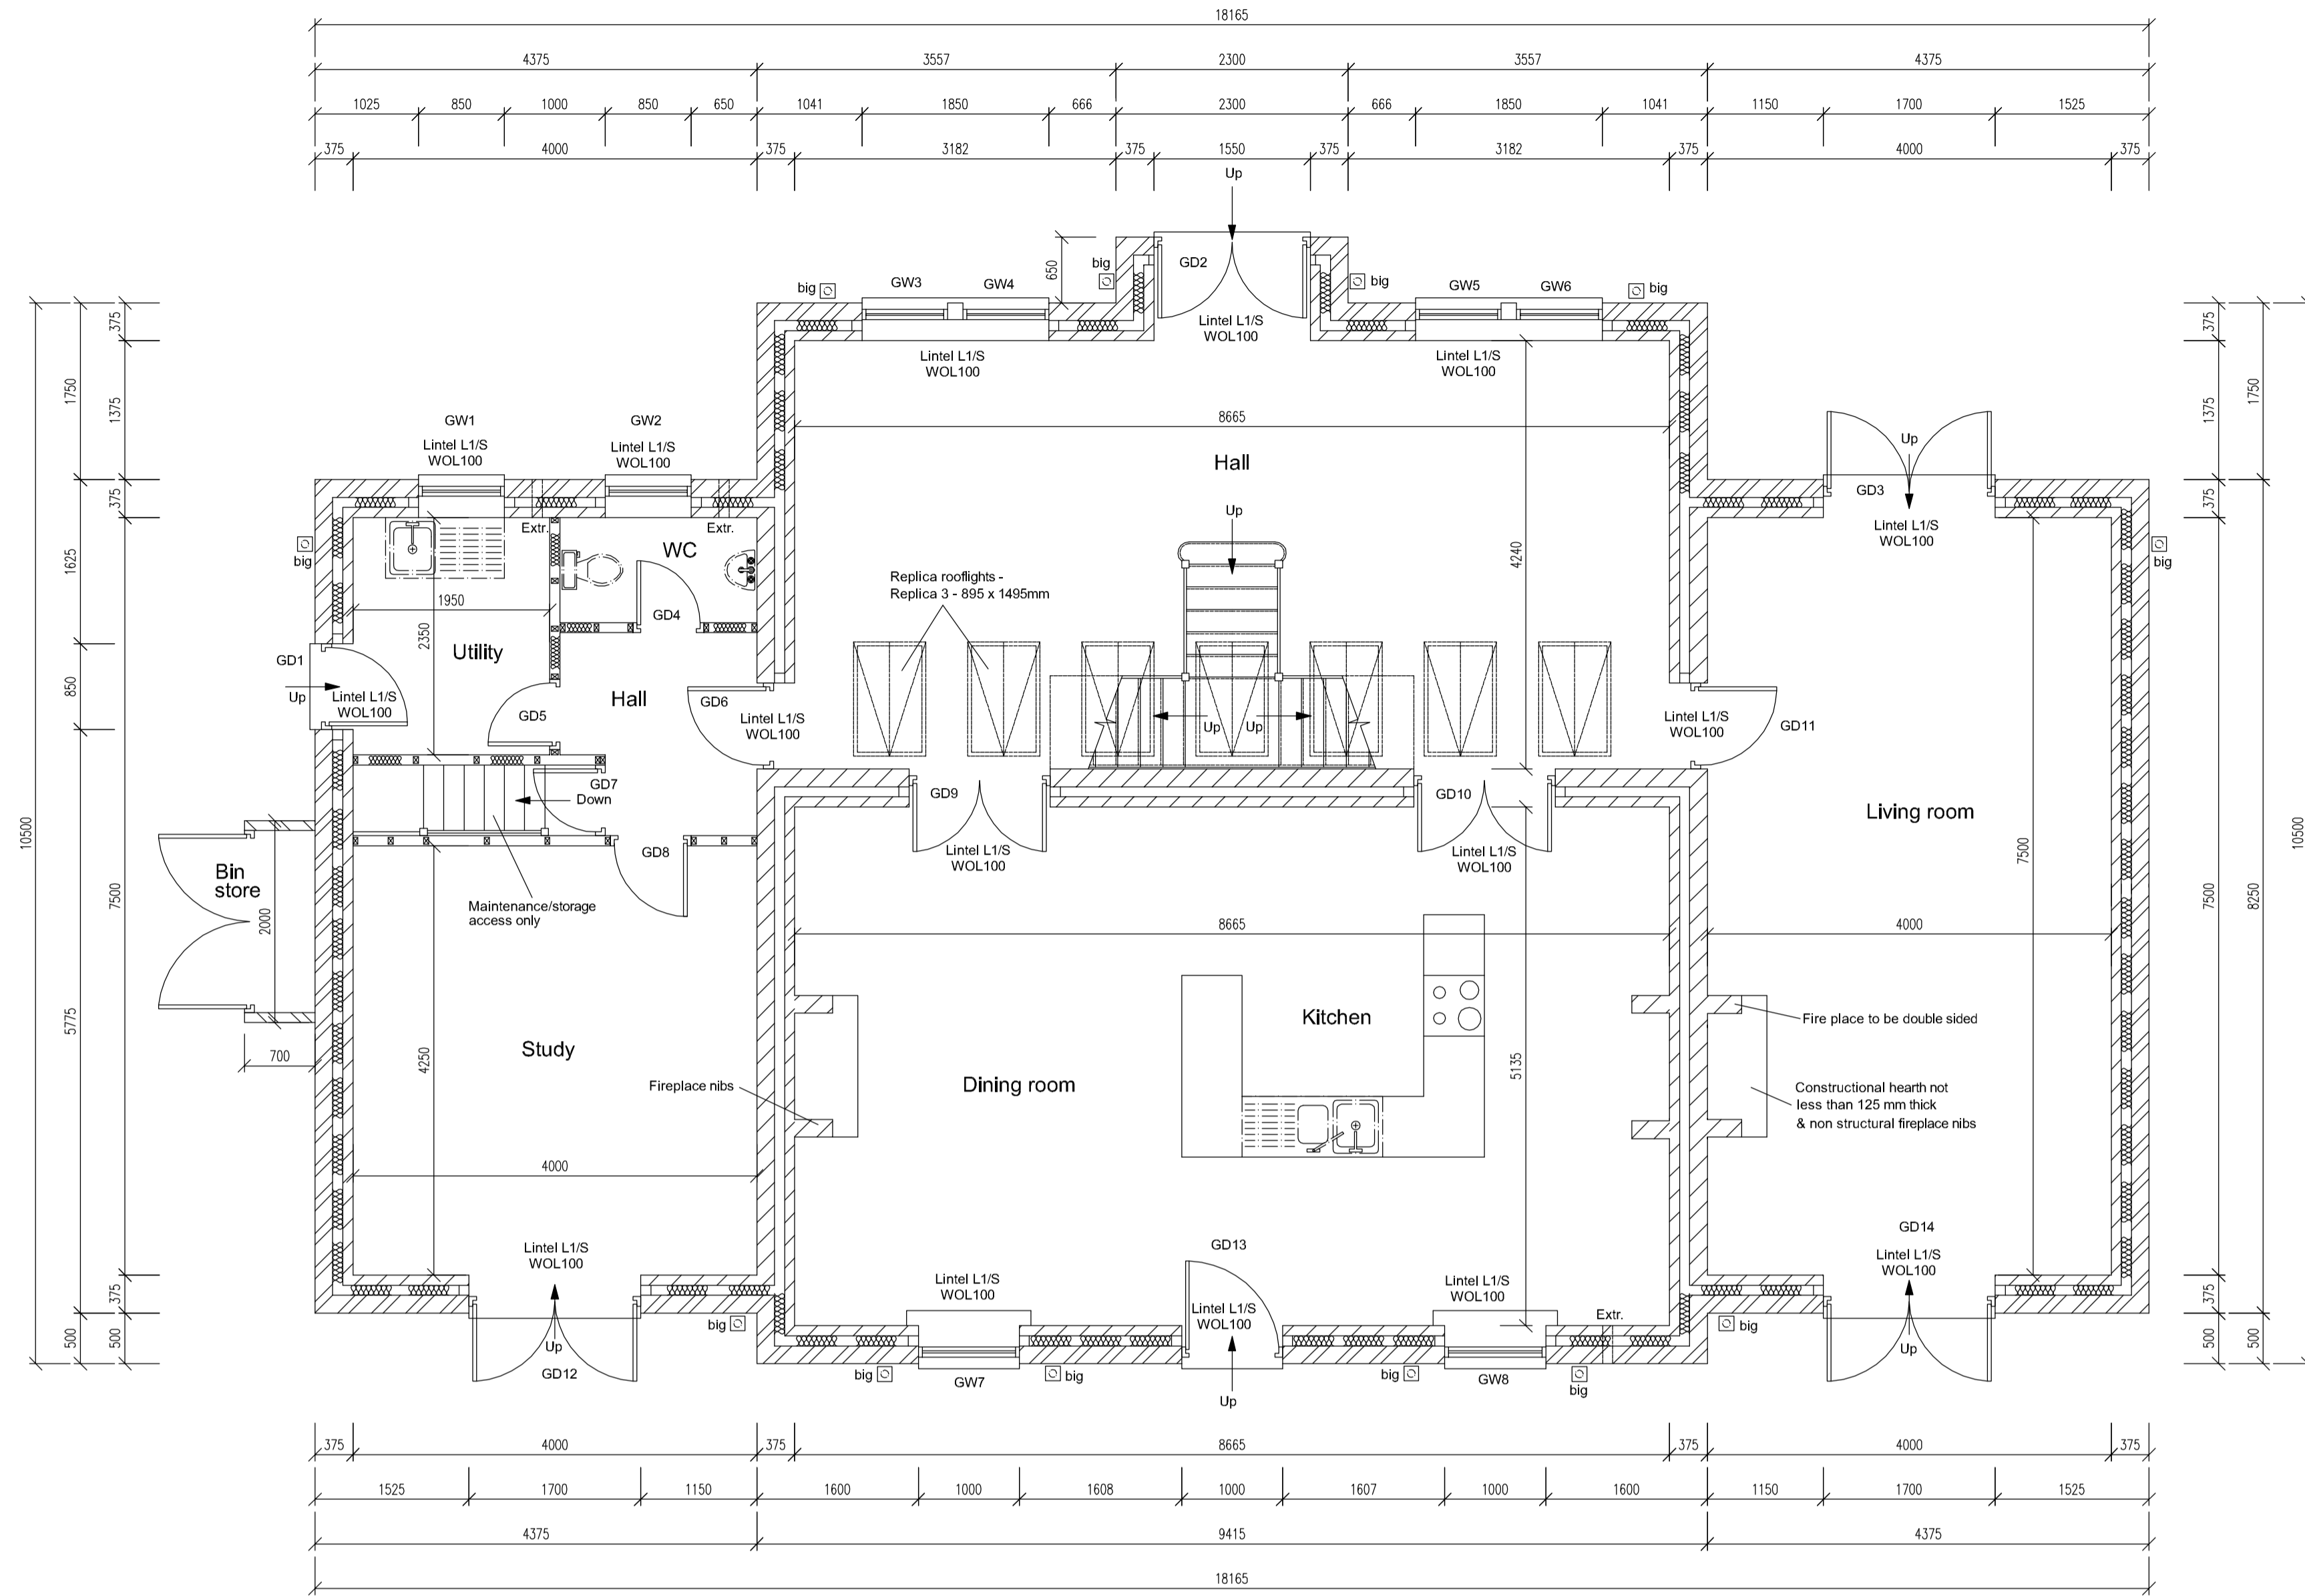 18165
4375 3557 2300 3557 4375
1025 850 1000 850 650 1041 1850 666 2300 666 1850 1041 1150 1700 1525
375 4000 375 3182 375 1550 375 3182 375 4000 375
Up
650
big
GD2
big
big
GW3
GW4
GW5
GW6
big
Lintel L1/S
WOL100
Lintel L1/S
WOL100
Lintel L1/S
WOL100
375
1750
1375
375
1625
850
10500
7500
5775
375
500
500
375
1375
1750
375
7500
8250
10500
375
500
500
GW1
Lintel L1/S
WOL100
GW2
Lintel L1/S
WOL100
8665
Hall
Up
4240
Up
GD3
Lintel L1/S
WOL100
big
big
Extr.
WC
Extr.
1950
2350
GD4
Utility
Hall
GD1
Up
Lintel L1/S
WOL100
GD5
GD6
Lintel L1/S
WOL100
Replica rooflights -
Replica 3 - 895 x 1495mm
Up
Up
Lintel L1/S
WOL100
GD11
GD7
Down
GD9
GD10
Lintel L1/S
WOL100
Lintel L1/S
WOL100
Living room
7500
GD8
Bin
store
2000
700
Maintenance/storage
access only
8665
4000
Study
4250
Fireplace nibs
Dining room
Kitchen
5135
Fire place to be double sided
Constructional hearth not
less than 125 mm thick
& non structural fireplace nibs
4000
Lintel L1/S
WOL100
Lintel L1/S
WOL100
GD13
Lintel L1/S
WOL100
Lintel L1/S
WOL100
Extr.
GD14
Lintel L1/S
WOL100
big
Up
GD12
big
GW7
big
Up
big
GW8
big
big
Up
375 4000 375 8665 375 4000 375
1525 1700 1150 1600 1000 1608 1000 1607 1000 1600 1150 1700 1525
4375 9415 4375
18165